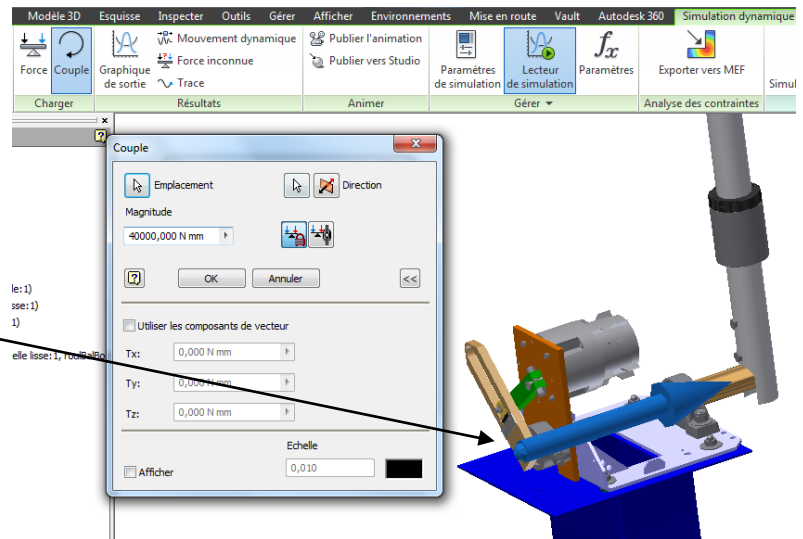 Modèle 3D Esquisse Inspecter Outils Gérer Afficher Environnements Mise en route Vault Autodesk 360 Simulation dynamique
Force Couple Graphique de sortie
Mouvement dynamique
Force inconnue
Trace
Publier l'animation
Publier vers Studio
Paramètres de simulation
Lecteur de simulation
Paramètres
Exporter vers MEF
Charger Résultats Animer Gérer Analyse des contraintes
Couple
Emplacement Direction
Magnitude
40000,000 N mm
OK Annuler <<
Utiliser les composants de vecteur
Tx: 0,000 N mm
Ty: 0,000 N mm
Tz: 0,000 N mm
Echelle
Afficher 0,010
le:1)
sse:1)
1)
elle lisse:1,